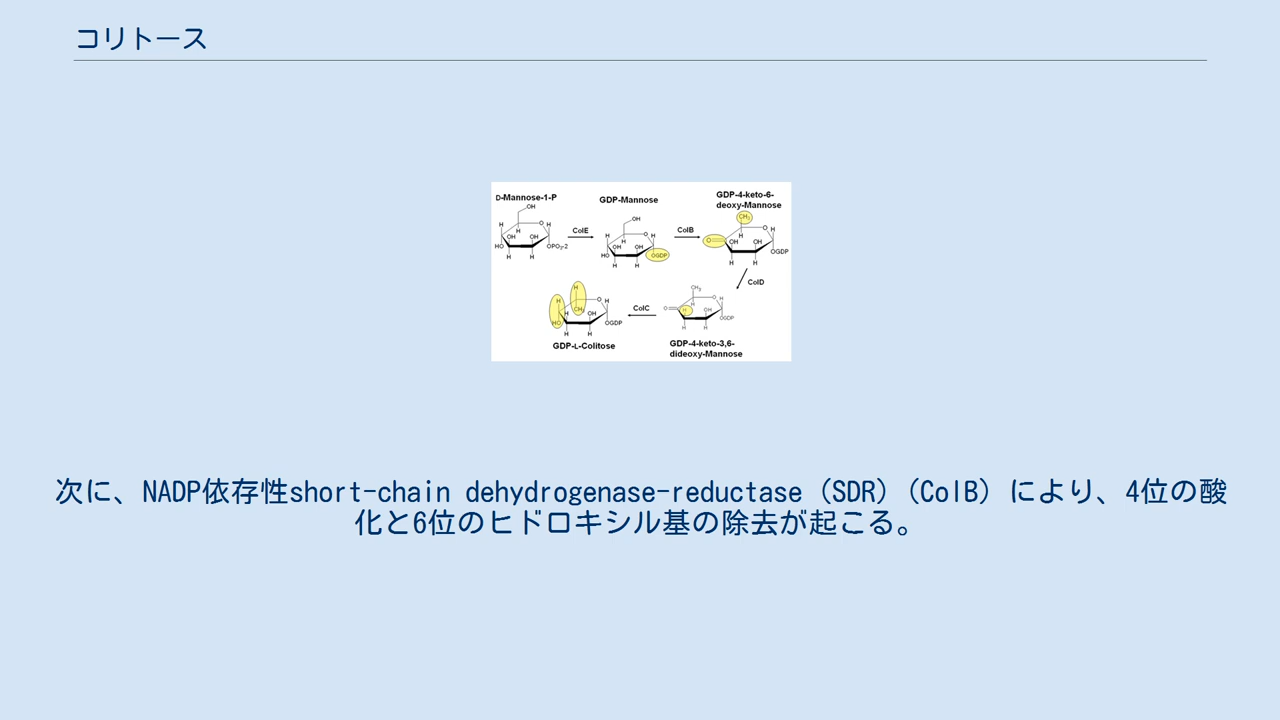 コリトース
D-Mannose-1-P
GDP-Mannose
GDP-4-keto-6-
deoxy-Mannose
ColE
ColB
ColD
ColC
GDP-L-Colitose
GDP-4-keto-3,6-
dideoxy-Mannose
次に、NADP依存性short-chain dehydrogenase-reductase（SDR）（ColB）により、4位の酸
化と6位のヒドロキシル基の除去が起こる。